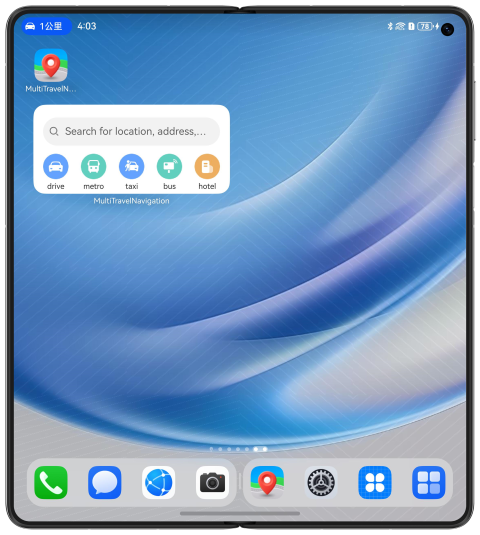 1公里 4:03
78
MultiTravelN...
Search for location, address,...
drive metro taxi bus hotel
MultiTravelNavigation